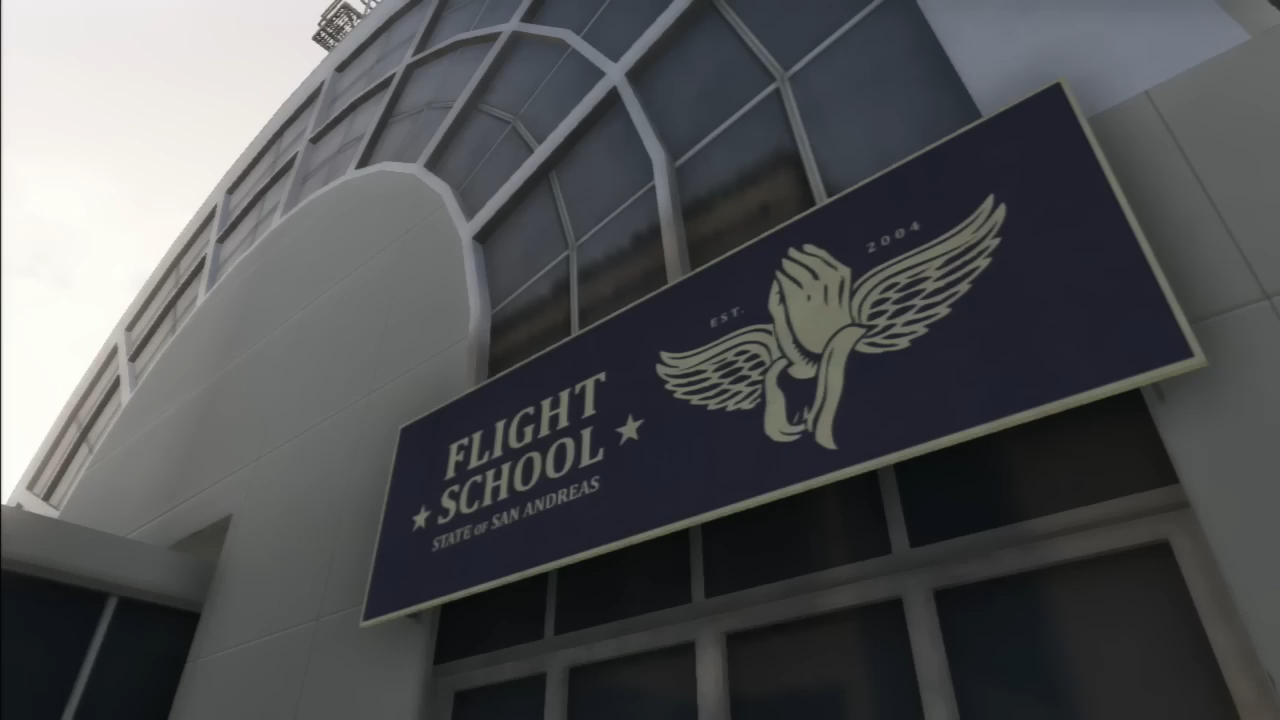 EST. 2004
FLIGHT
SCHOOL
STATE OF SAN ANDREAS